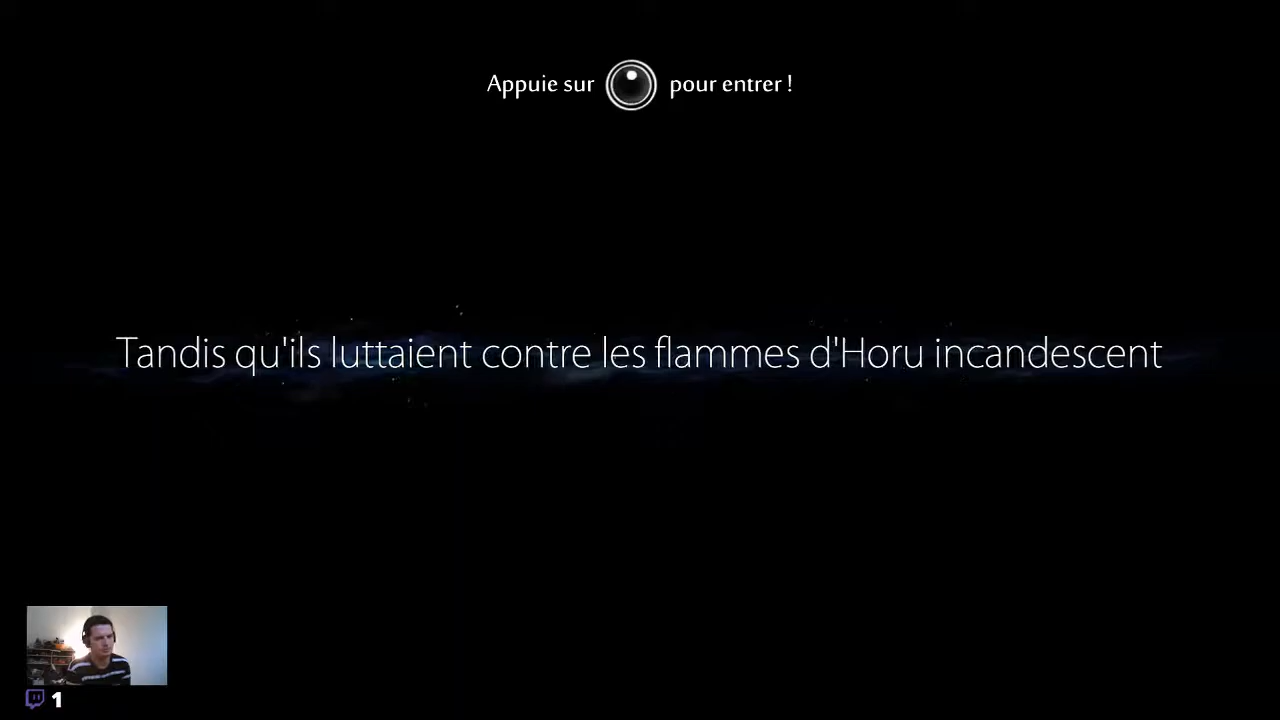 Appuie sur pour entrer !
Tandis qu'ils luttaient contre les flammes d'Horu incandescent
1